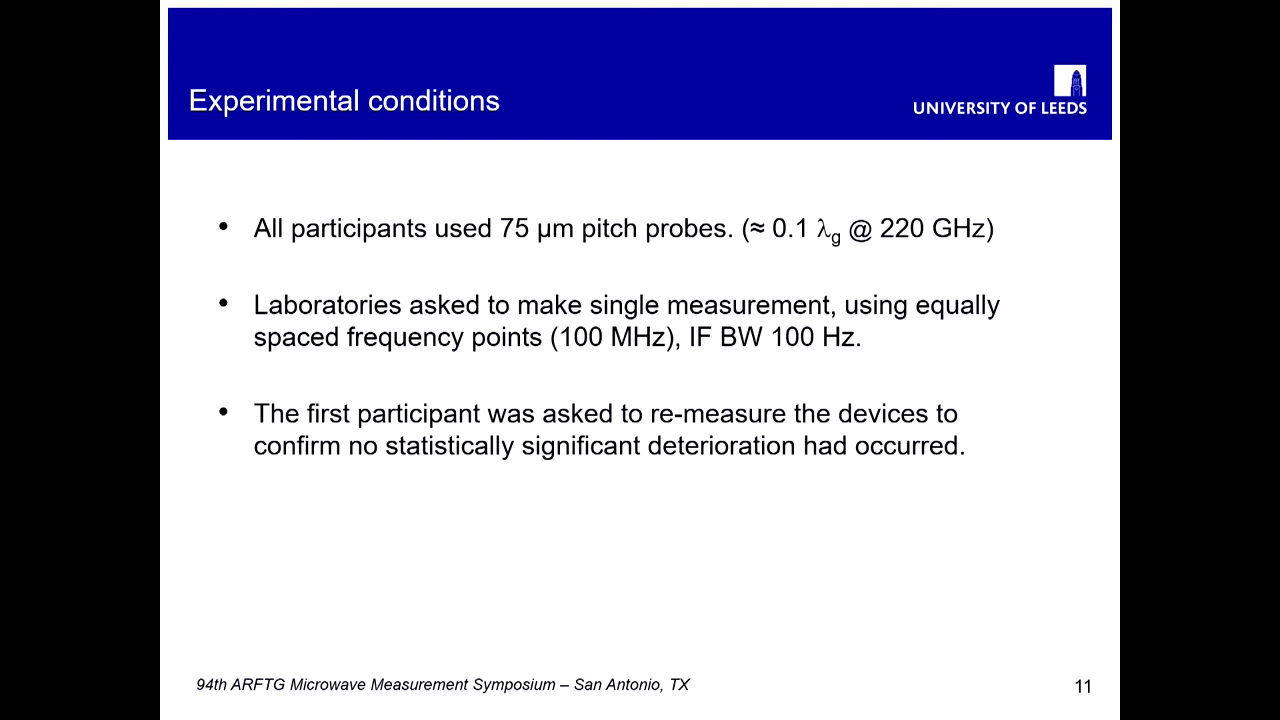 Experimental conditions
UNIVERSITY OF LEEDS
• All participants used 75 µm pitch probes. (≈ 0.1 λg @ 220 GHz)
• Laboratories asked to make single measurement, using equally
spaced frequency points (100 MHz), IF BW 100 Hz.
• The first participant was asked to re-measure the devices to
confirm no statistically significant deterioration had occurred.
94th ARFTG Microwave Measurement Symposium – San Antonio, TX
11